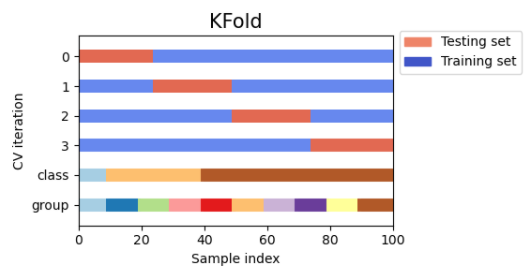 KFold
Testing set
Training set
0
1
2
3
class
group
CV iteration
0 20 40 60 80 100
Sample index